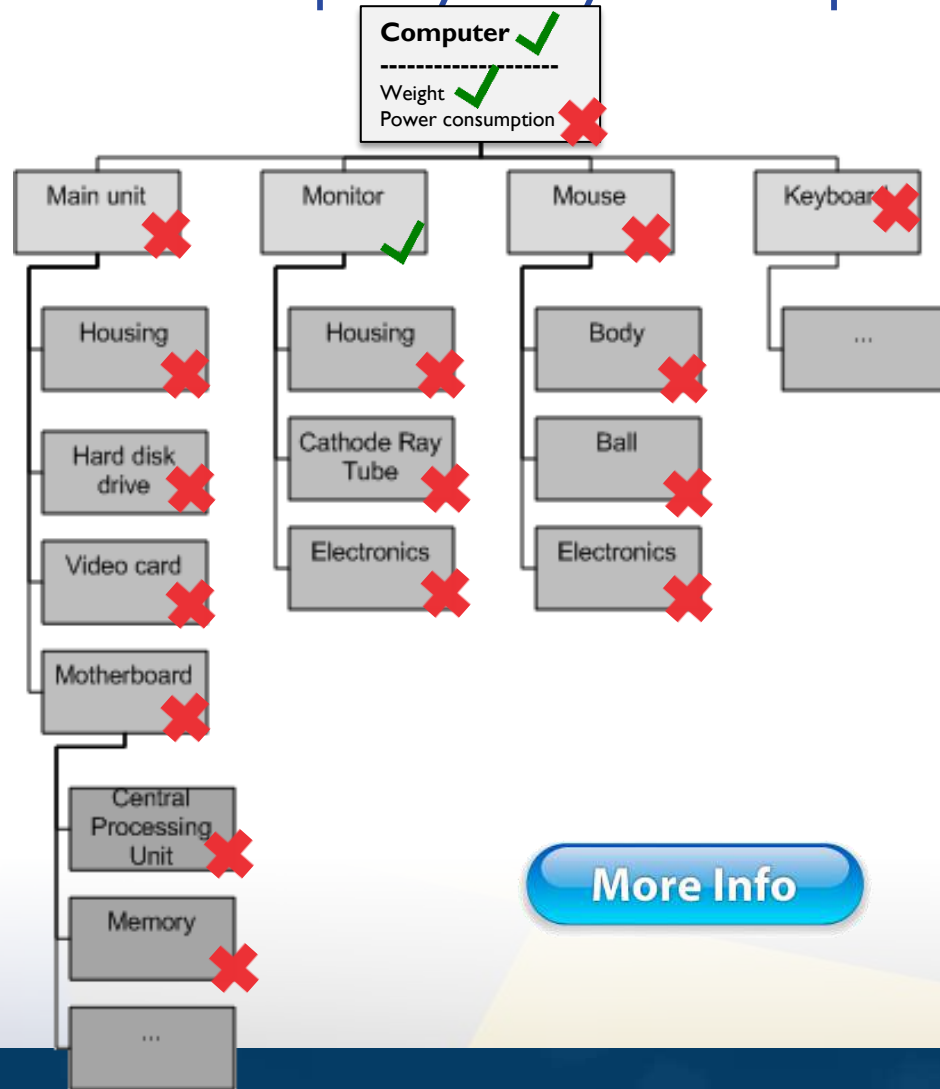 Computer
--------------------
Weight
Power consumption
Main unit
Monitor
Mouse
Keyboard
Housing
Housing
Body
...
Hard disk
drive
Cathode Ray
Tube
Ball
Video card
Electronics
Electronics
Motherboard
Central
Processing
Unit
Memory
...
More Info